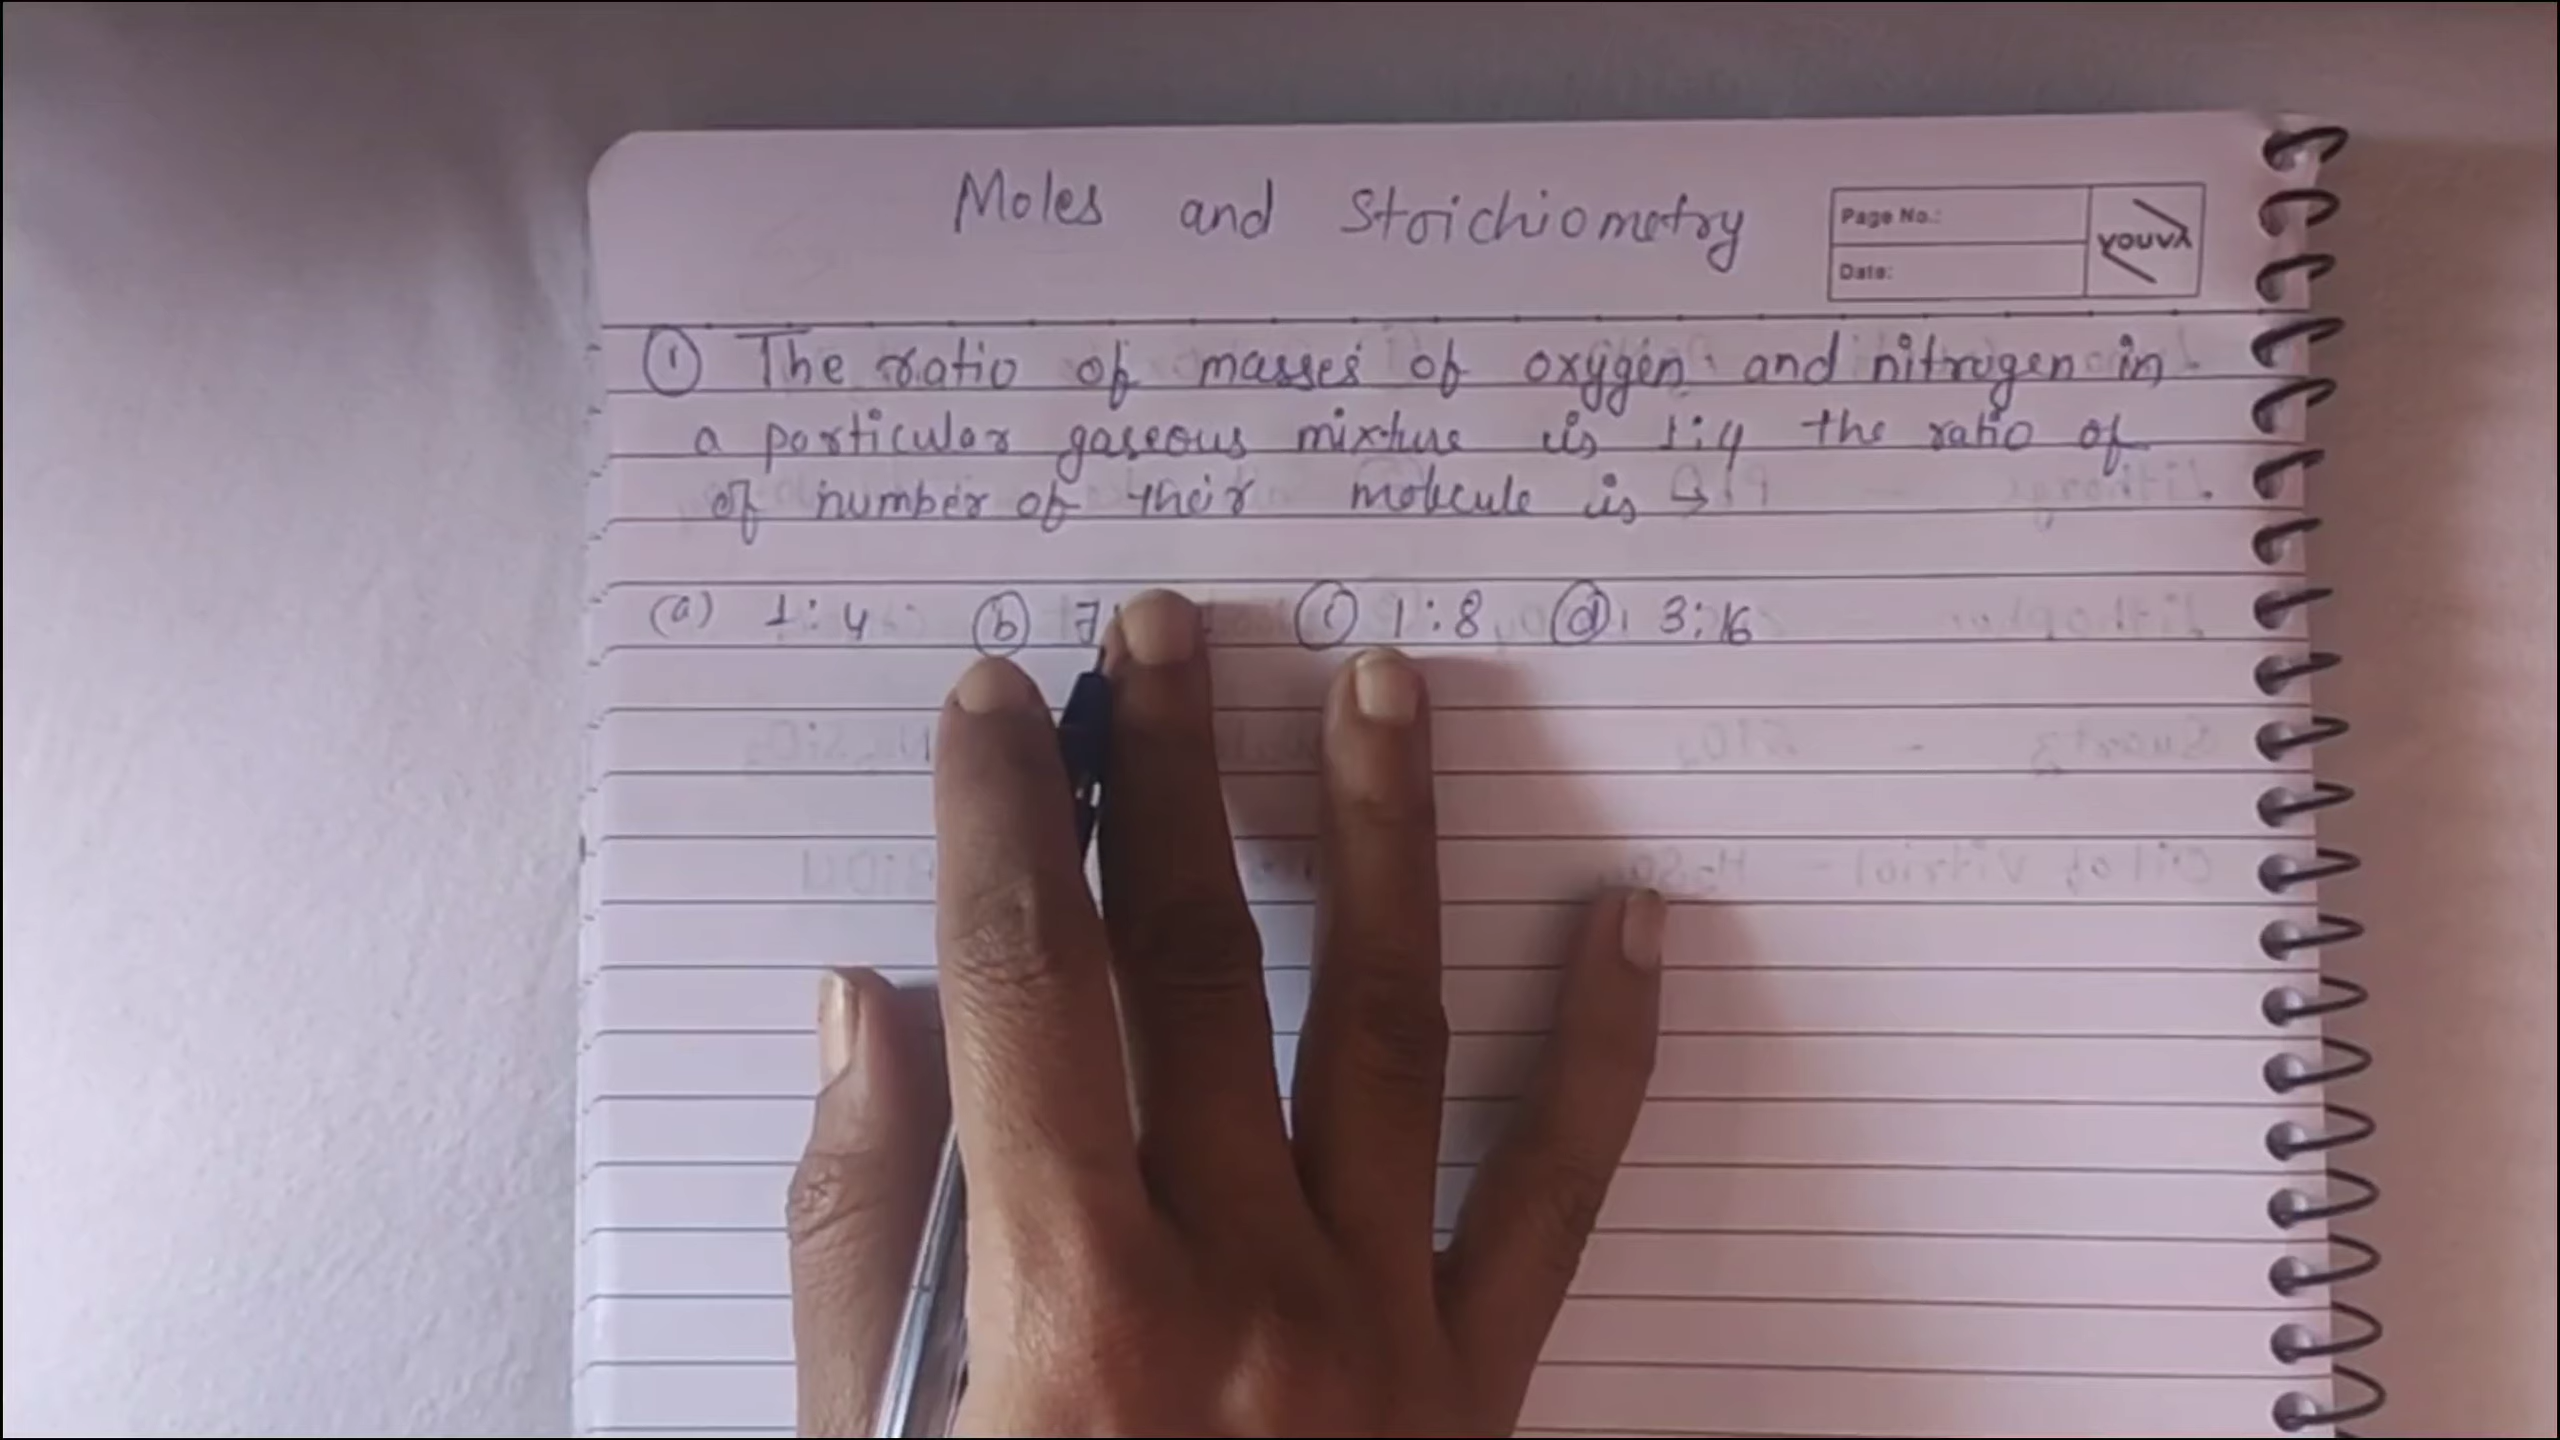 Moles and Stoichiometry
Page No.:
Date:
youva
① The ratio of masses of oxygen and nitrogen in
a particular gaseous mixture is 1:4 the ratio of
of number of their molecule is →
(a) 1:4 (b) 7 (c) 1:8 (d) 3:16